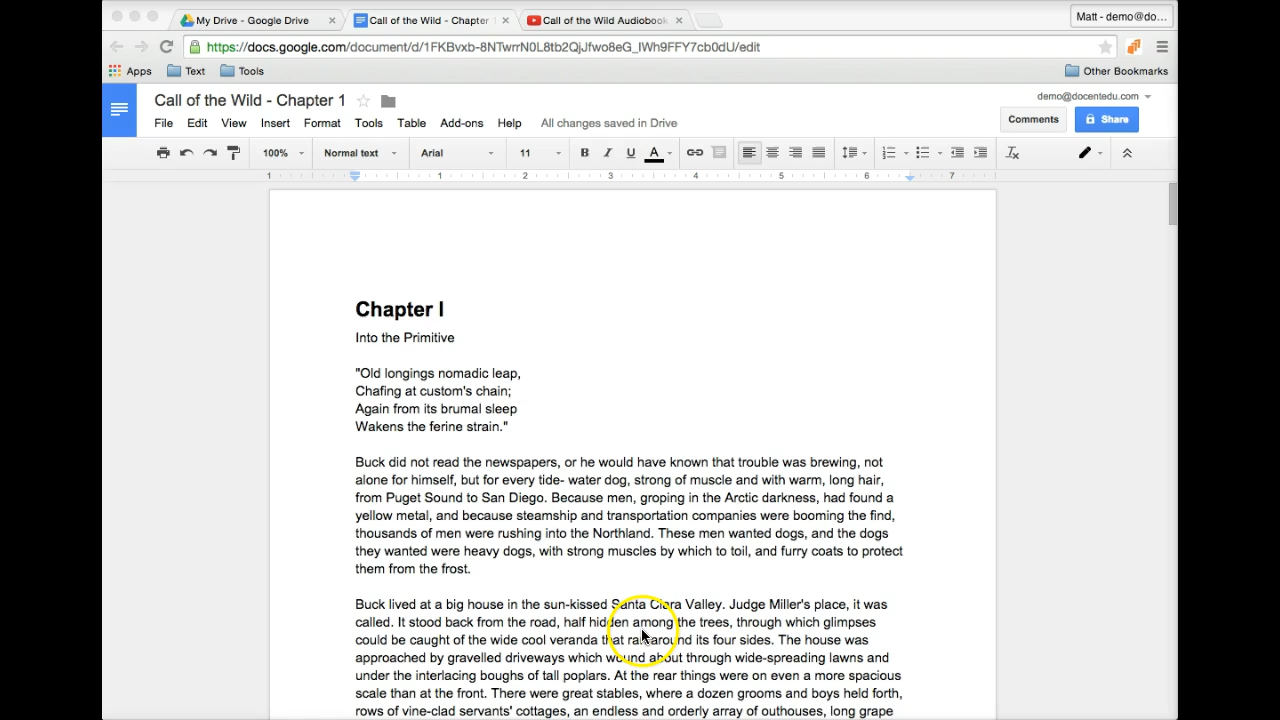 My Drive - Google Drive
Call of the Wild - Chapter
Call of the Wild Audiobook
Matt - demo@do...
https://docs.google.com/document/d/1FKBvxb-8NTwrrN0L8tb2QjJfwo8eG_IWh9FFY7cb0dU/edit
Apps Text Tools Other Bookmarks
Call of the Wild - Chapter 1
demo@docentedu.com
File Edit View Insert Format Table Tools Add-ons Help All changes saved in Drive
Comments Share
100% Normal text Arial 11 B I U A
1 1 2 3 4 5 6 7
Chapter I
Into the Primitive
"Old longings nomadic leap,
Chafing at custom's chain;
Again from its brumal sleep
Wakens the ferine strain."
Buck did not read the newspapers, or he would have known that trouble was brewing, not
alone for himself, but for every tide- water dog, strong of muscle and with warm, long hair,
from Puget Sound to San Diego. Because men, groping in the Arctic darkness, had found a
yellow metal, and because steamship and transportation companies were booming the find,
thousands of men were rushing into the Northland. These men wanted dogs, and the dogs
they wanted were heavy dogs, with strong muscles by which to toil, and furry coats to protect
them from the frost.
Buck lived at a big house in the sun-kissed Santa Clara Valley. Judge Miller's place, it was
called. It stood back from the road, half hidden among the trees, through which glimpses
could be caught of the wide cool veranda that ran around its four sides. The house was
approached by gravelled driveways which wound about through wide-spreading lawns and
under the interlacing boughs of tall poplars. At the rear things were on even a more spacious
scale than at the front. There were great stables, where a dozen grooms and boys held forth,
rows of vine-clad servants' cottages, an endless and orderly array of outhouses, long grape